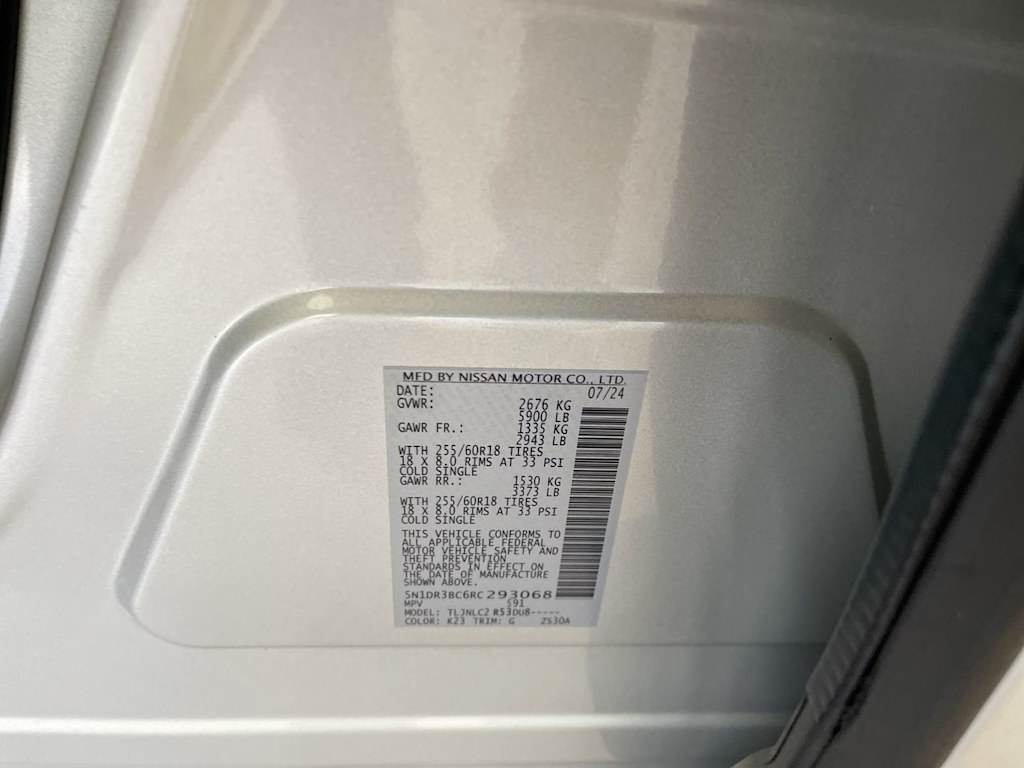 MFD BY NISSAN MOTOR CO., LTD.
DATE: 07/24
GVWR: 2676 KG
5900 LB
GAWR FR.: 1335 KG
2943 LB
WITH 255/60R18 TIRES
18 X 8.0 RIMS AT 33 PSI
COLD SINGLE
GAWR RR.: 1530 KG
3373 LB
WITH 255/60R18 TIRES
18 X 8.0 RIMS AT 33 PSI
COLD SINGLE
THIS VEHICLE CONFORMS TO
ALL APPLICABLE FEDERAL
MOTOR VEHICLE SAFETY AND
THEFT PREVENTION
STANDARDS IN EFFECT ON
THE DATE OF MANUFACTURE
SHOWN ABOVE.
5N1DR3BC6RC293068
MPV 591
MODEL: TLJNLC2 R53DU8-----
COLOR: K23 TRIM: G ZS30A